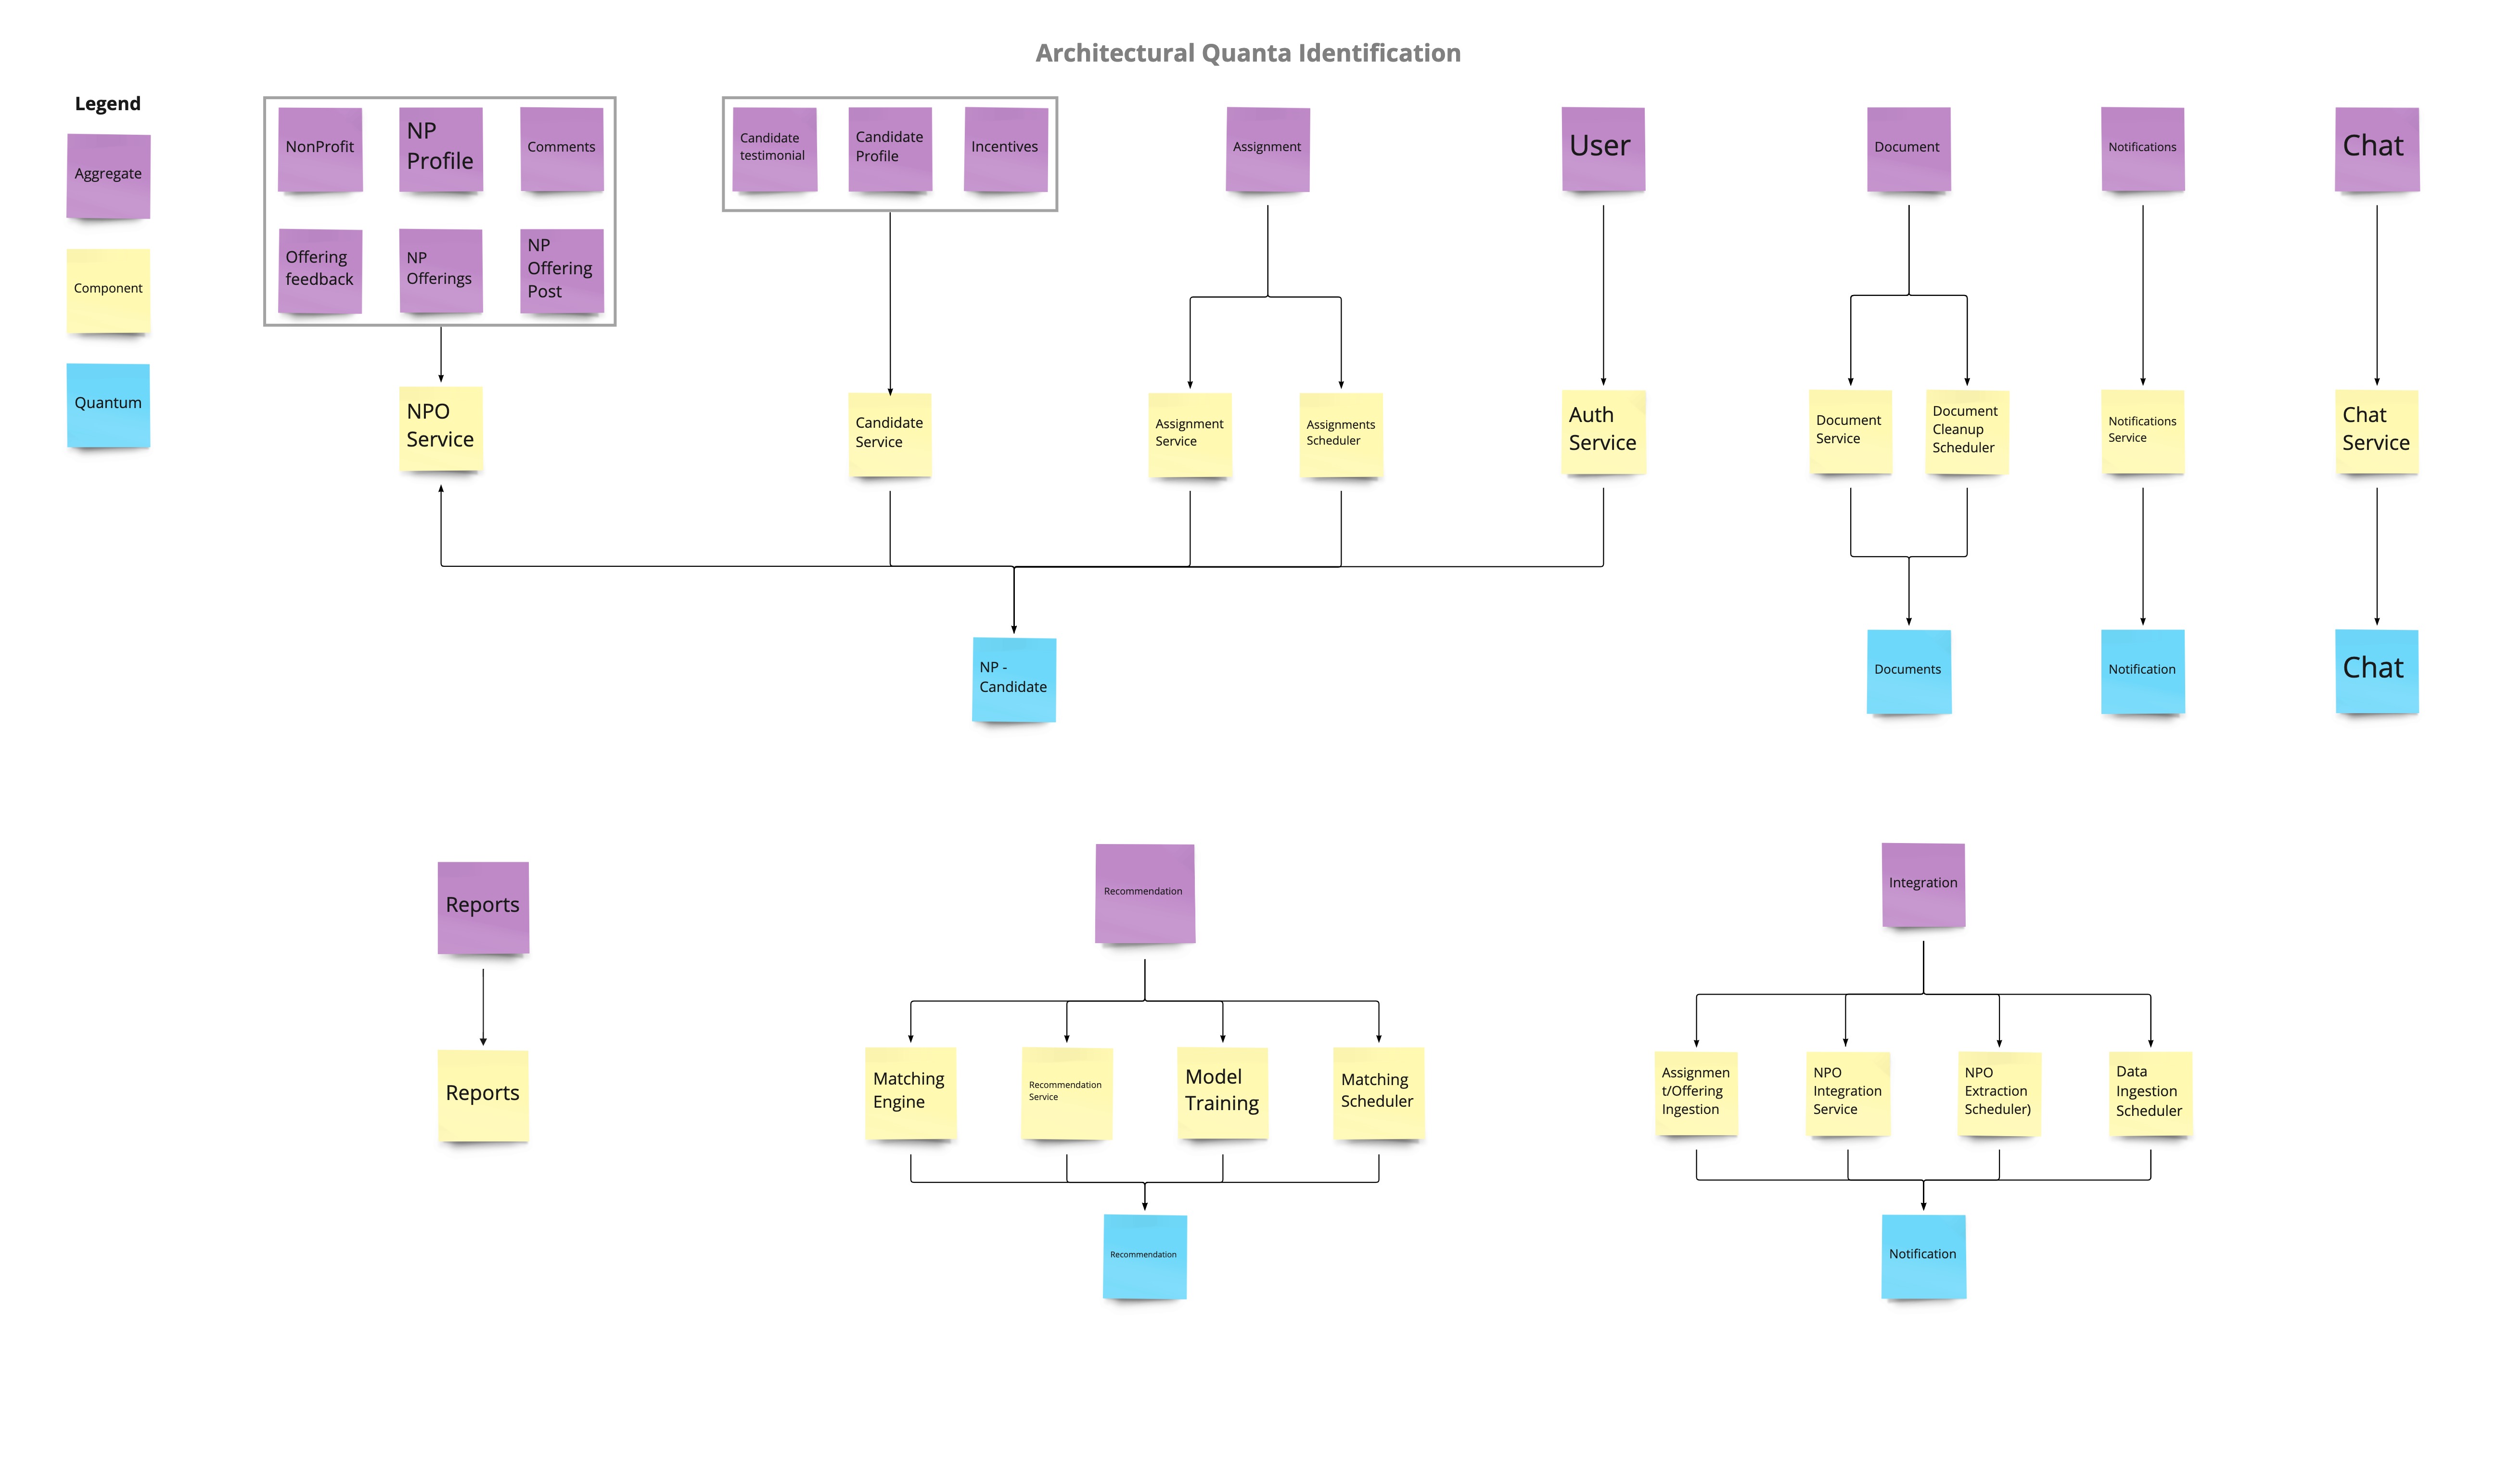 Architectural Quanta Identification
Legend
Aggregate
Component
Quantum
NonProfit
NP
Profile
Comments
Offering
feedback
NP
Offerings
NP
Offering
Post
Candidate
testimonial
Candidate
Profile
Incentives
Assignment
User
Document
Notifications
Chat
NPO
Service
Candidate
Service
Assignment
Service
Assignments
Scheduler
Auth
Service
Document
Service
Document
Cleanup
Scheduler
Notifications
Service
Chat
Service
NP -
Candidate
Documents
Notification
Chat
Reports
Recommendation
Integration
Reports
Matching
Engine
Recommendation
Service
Model
Training
Matching
Scheduler
Assignmen
t/Offering
Ingestion
NPO
Integration
Service
NPO
Extraction
Scheduler)
Data
Ingestion
Scheduler
Recommendation
Notification